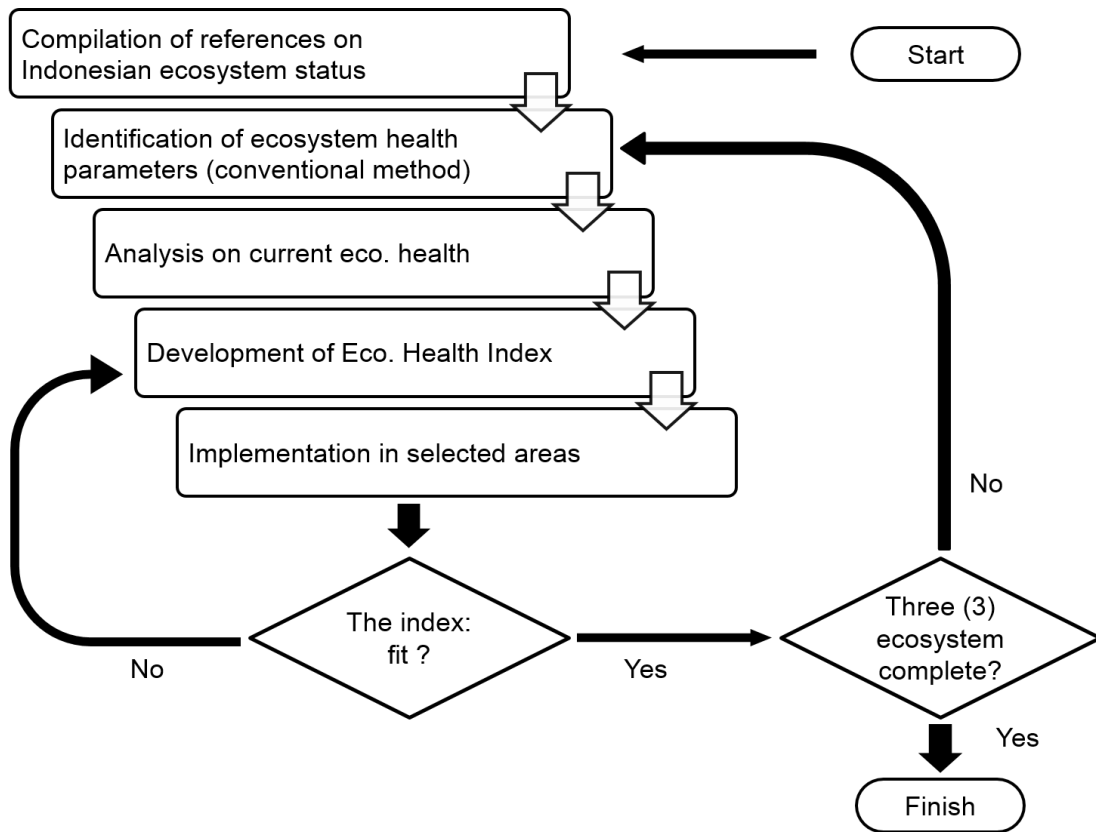 Start
Compilation of references on
Indonesian ecosystem status
Identification of ecosystem health
parameters (conventional method)
Analysis on current eco. health
Development of Eco. Health Index
Implementation in selected areas
The index:
fit ?
No
Yes
Three (3)
ecosystem
complete?
No
Yes
Finish